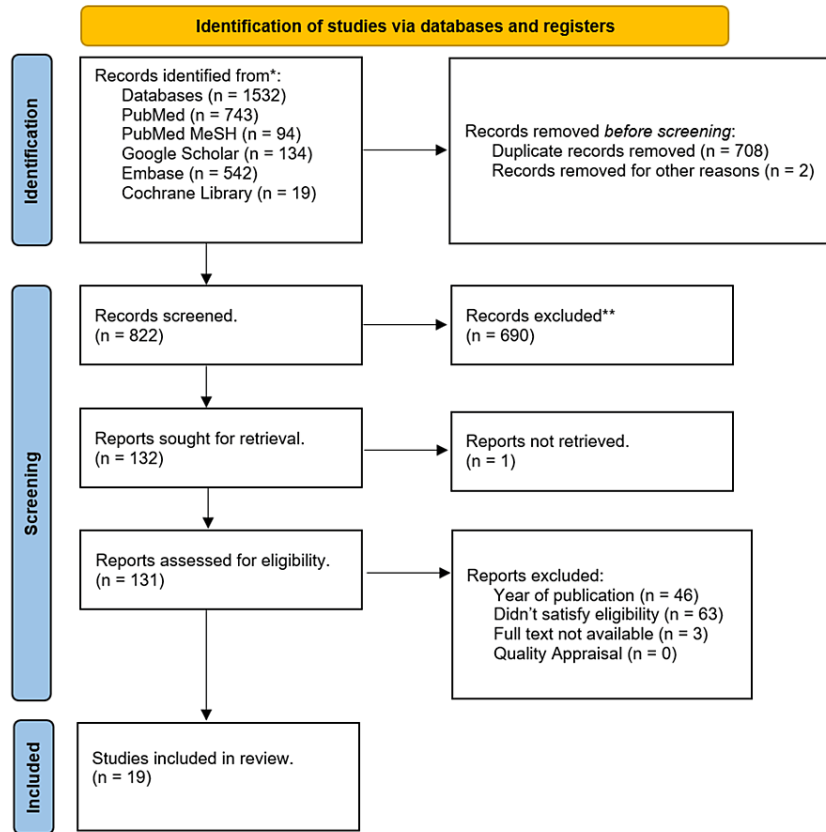 Identification of studies via databases and registers
Identification
Records identified from*:
Databases (n = 1532)
PubMed (n = 743)
PubMed MeSH (n = 94)
Google Scholar (n = 134)
Embase (n = 542)
Cochrane Library (n = 19)
Records removed before screening:
Duplicate records removed (n = 708)
Records removed for other reasons (n = 2)
Screening
Records screened.
(n = 822)
Records excluded**
(n = 690)
Reports sought for retrieval.
(n = 132)
Reports not retrieved.
(n = 1)
Reports assessed for eligibility.
(n = 131)
Reports excluded:
Year of publication (n = 46)
Didn’t satisfy eligibility (n = 63)
Full text not available (n = 3)
Quality Appraisal (n = 0)
Included
Studies included in review.
(n = 19)